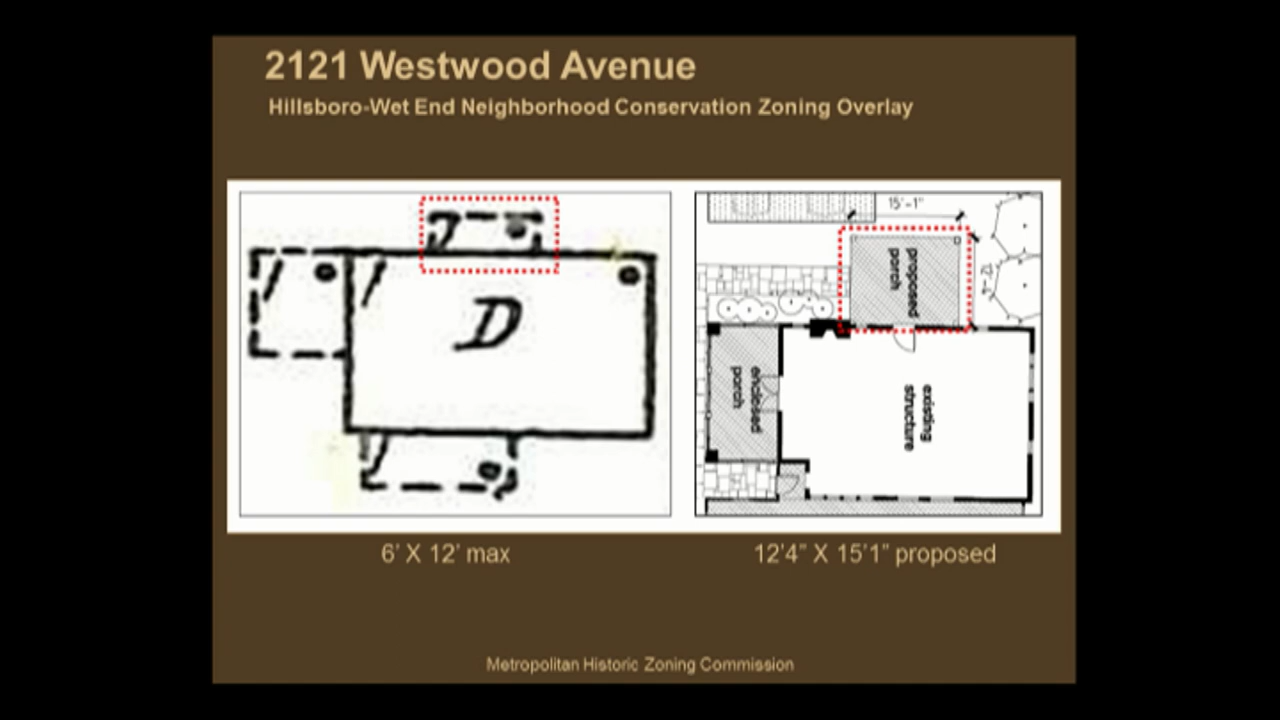 2121 Westwood Avenue
Hillsboro-Wet End Neighborhood Conservation Zoning Overlay
D
15'-1"
proposed
porch
enclosed
porch
existing
structure
6' X 12' max
12'4" X 15'1" proposed
Metropolitan Historic Zoning Commission